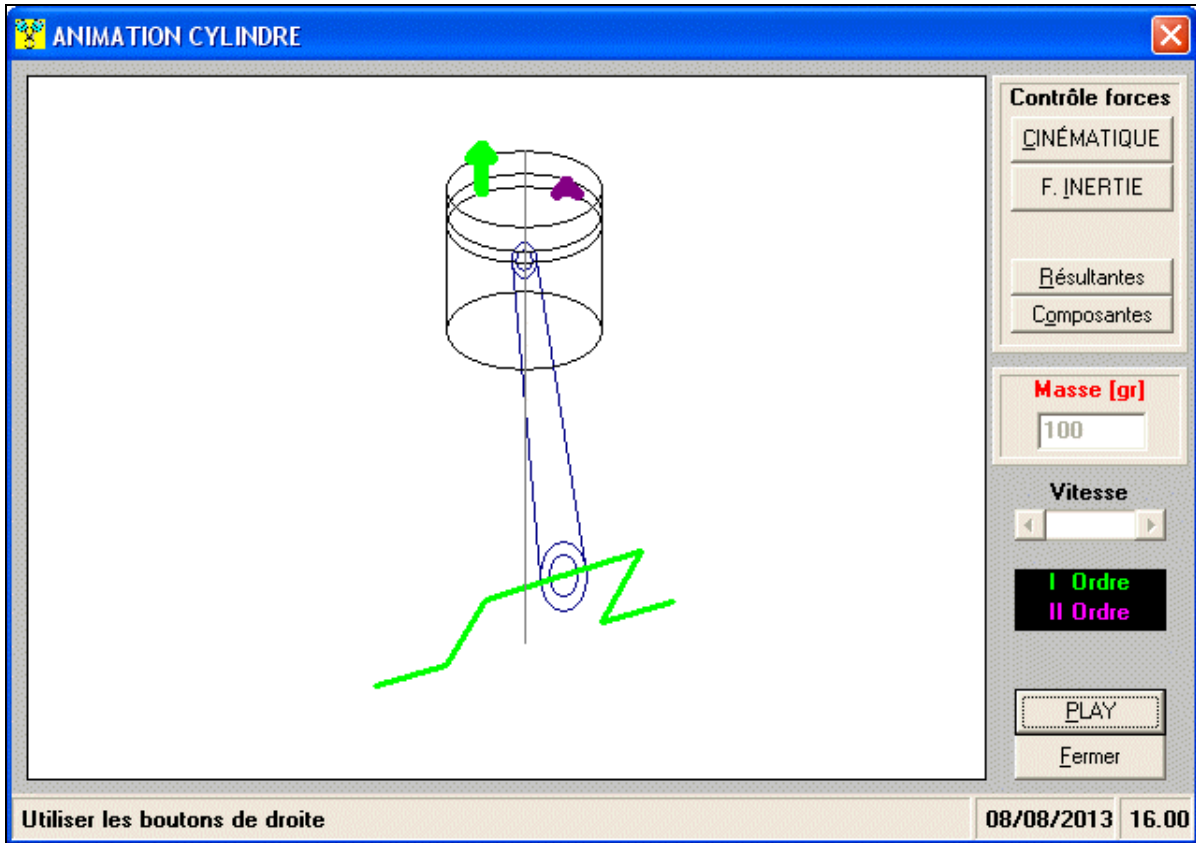 ANIMATION CYLINDRE
Contrôle forces
CINÉMATIQUE
F. INERTIE
Résultantes
Composantes
Masse [gr]
100
Vitesse
I Ordre
II Ordre
PLAY
Fermer
Utiliser les boutons de droite
08/08/2013
16.00